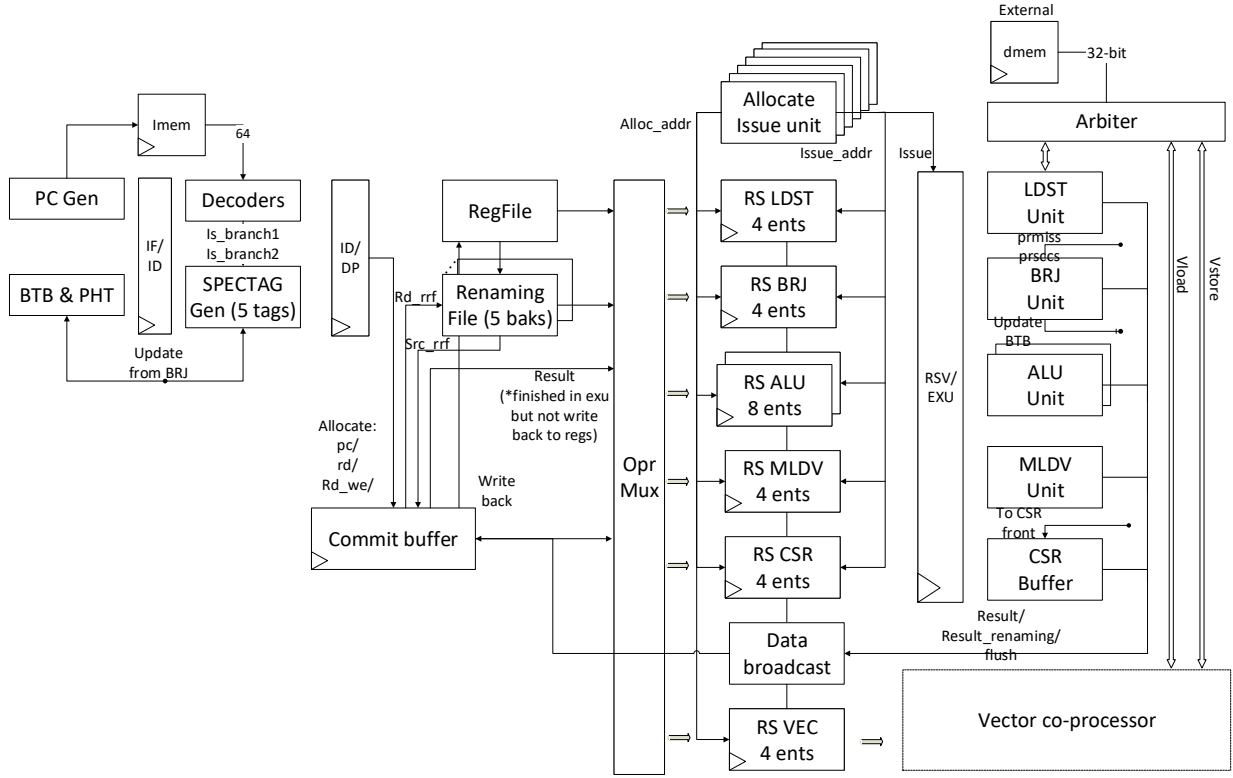 External
dmem
32-bit
Arbiter
Allocate
Issue unit
Alloc_addr
Issue_addr
Issue
Imem
64
PC Gen
IF/
ID
Decoders
Is_branch1
Is_branch2
BTB & PHT
SPECTAG
Gen (5 tags)
Update
from BRJ
ID/
DP
RegFile
Rd_rrf
Renaming
File (5 baks)
Src_rrf
Result
(*finished in exu
but not write
back to regs)
Allocate:
pc/
rd/
Rd_we/
Write
back
Commit buffer
Opr
Mux
RS LDST
4 ents
RS BRJ
4 ents
RS ALU
8 ents
RS MLDV
4 ents
RS CSR
4 ents
Data
broadcast
RS VEC
4 ents
RSV/
EXU
LDST
Unit
prmiss
prsccs
BRJ
Unit
Update
BTB
ALU
Unit
MLDV
Unit
To CSR
front
CSR
Buffer
Result/
Result_renaming/
flush
Vload
Vstore
Vector co-processor